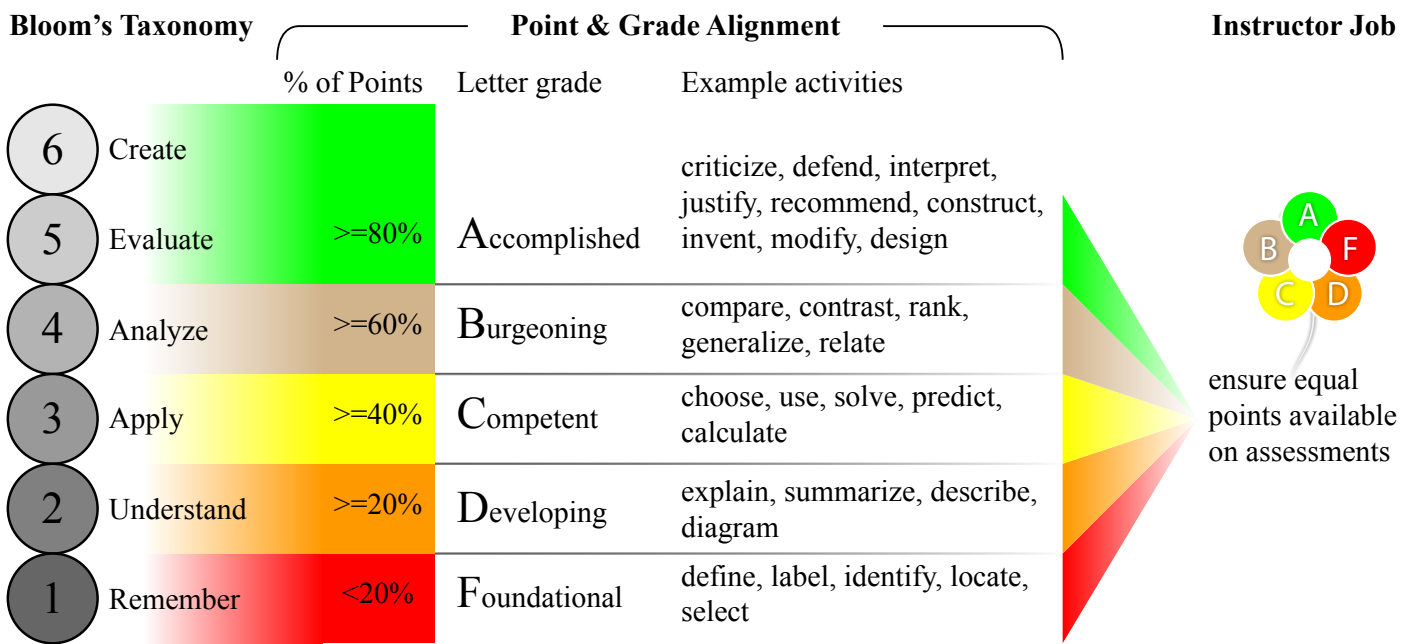 Bloom’s Taxonomy
Point & Grade Alignment
Instructor Job
% of Points
Letter grade
Example activities
6
Create
5
Evaluate
>=80%
Accomplished
criticize, defend, interpret,
justify, recommend, construct,
invent, modify, design
4
Analyze
>=60%
Burgeoning
compare, contrast, rank,
generalize, relate
3
Apply
>=40%
Competent
choose, use, solve, predict,
calculate
2
Understand
>=20%
Developing
explain, summarize, describe,
diagram
1
Remember
<20%
Foundational
define, label, identify, locate,
select
A
B
F
C
D
ensure equal
points available
on assessments